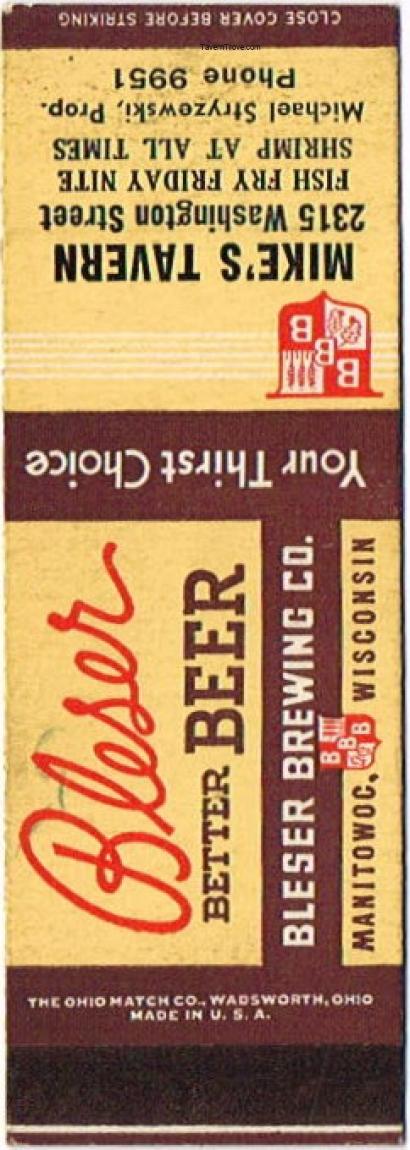 CLOSE COVER BEFORE STRIKING
TavernTrove.com
Phone 9951
Michael Stryzewski, Prop.
SHRIMP AT ALL TIMES
FISH FRY FRIDAY NITE
2315 Washington Street
MIKE'S TAVERN
B
B
B
Your Thirst Choice
Bleser
BETTER BEER
BLESER BREWING CO.
MANITOWOC, WISCONSIN
B B B
THE OHIO MATCH CO., WADSWORTH, OHIO
MADE IN U. S. A.